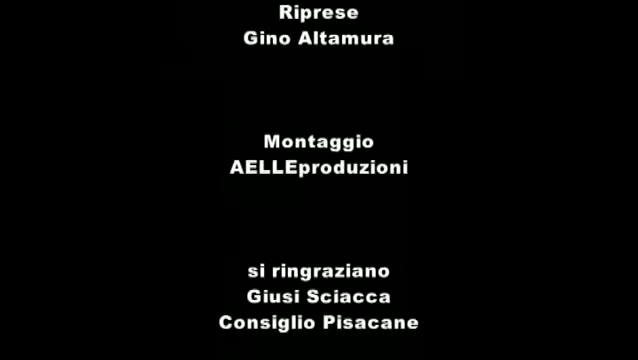 Riprese
Gino Altamura
Montaggio
AELLEproduzioni
si ringraziano
Giusi Sciacca
Consiglio Pisacane